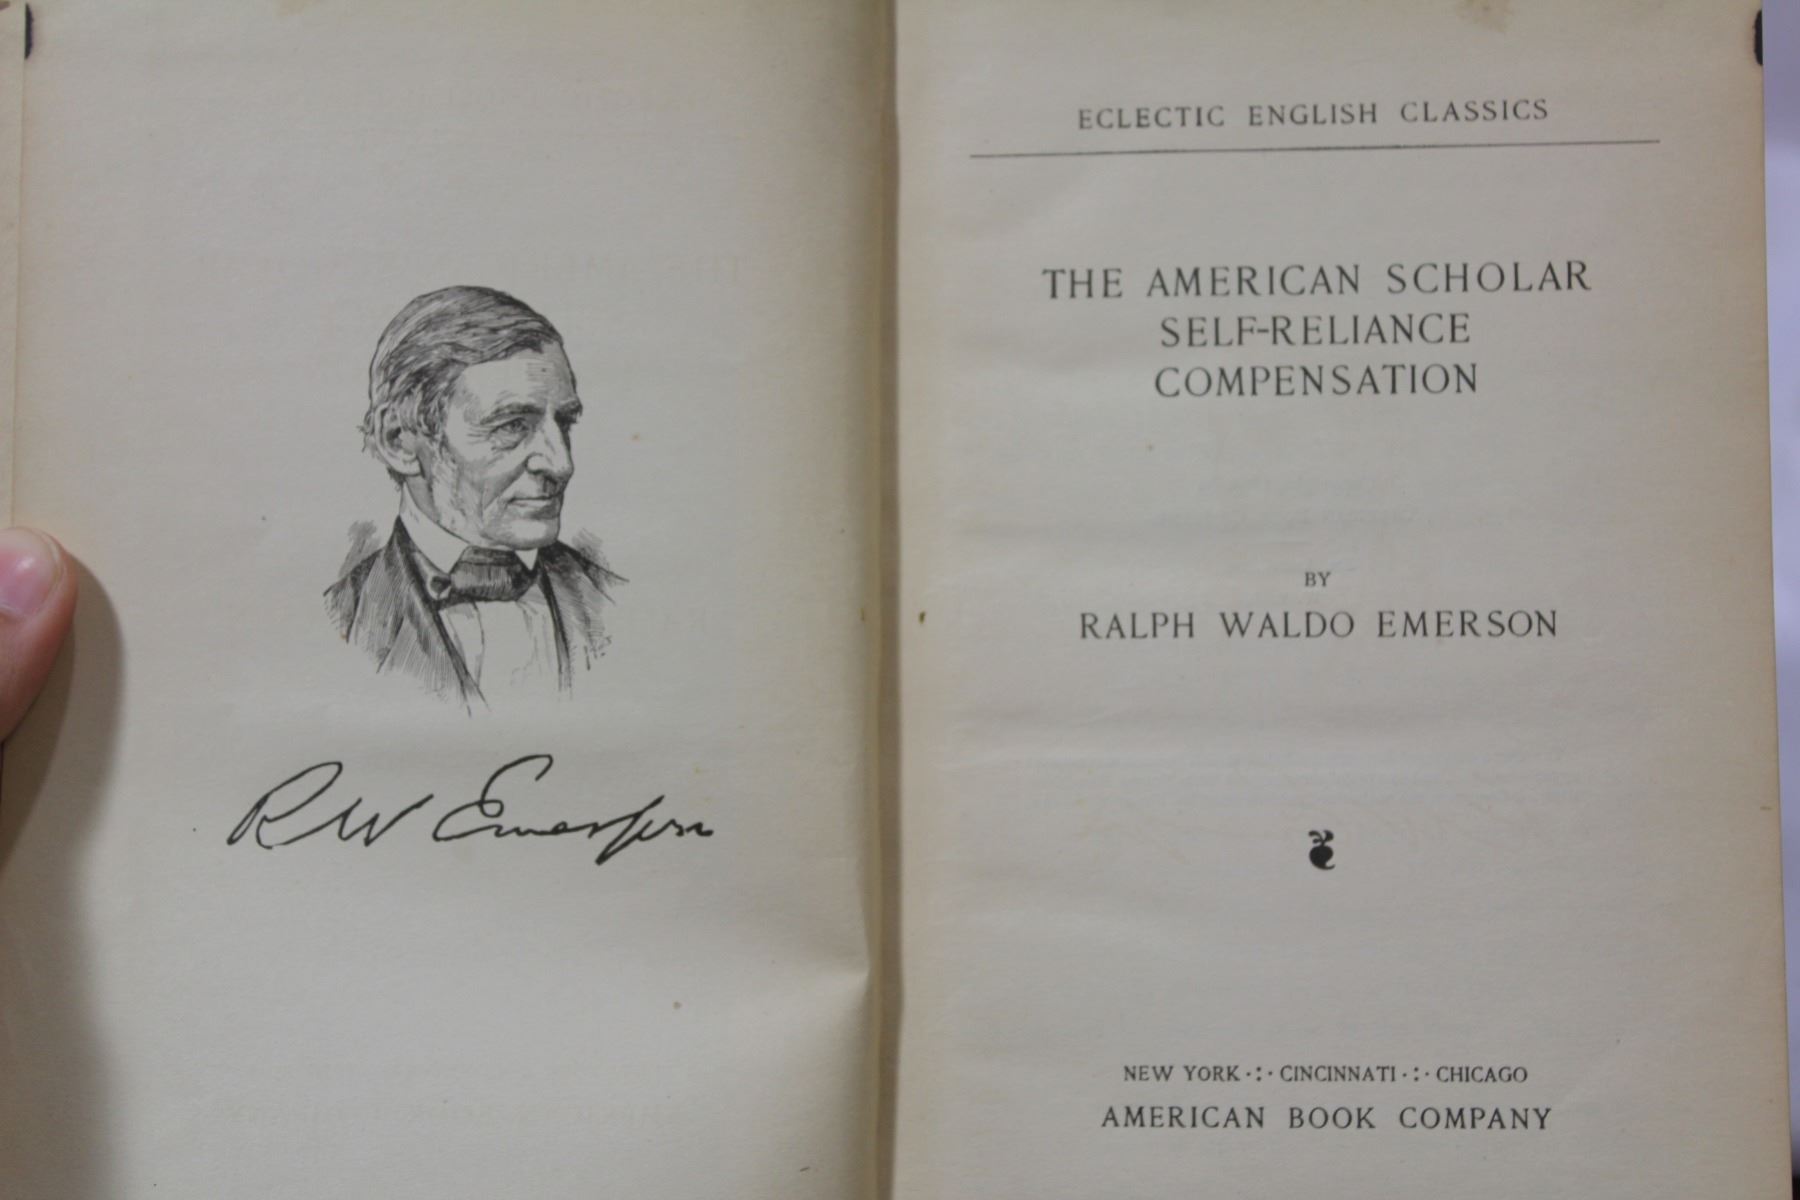 R W Emerson
ECLECTIC ENGLISH CLASSICS
THE AMERICAN SCHOLAR
SELF-RELIANCE
COMPENSATION
BY
RALPH WALDO EMERSON
NEW YORK ∙:∙ CINCINNATI ∙:∙ CHICAGO
AMERICAN BOOK COMPANY